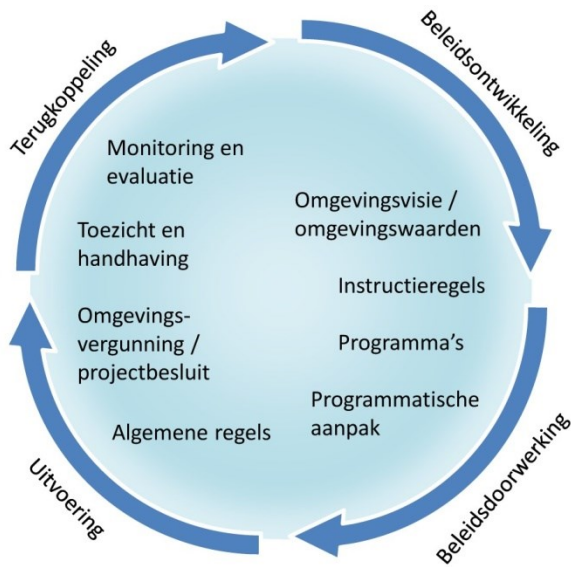 Terugkoppeling
Beleidsontwikkeling
Monitoring en
evaluatie
Omgevingsvisie /
omgevingswaarden
Toezicht en
handhaving
Instructieregels
Omgevings-
vergunning /
projectbesluit
Programma’s
Programmatische
aanpak
Algemene regels
Uitvoering
Beleidsdoorwerking